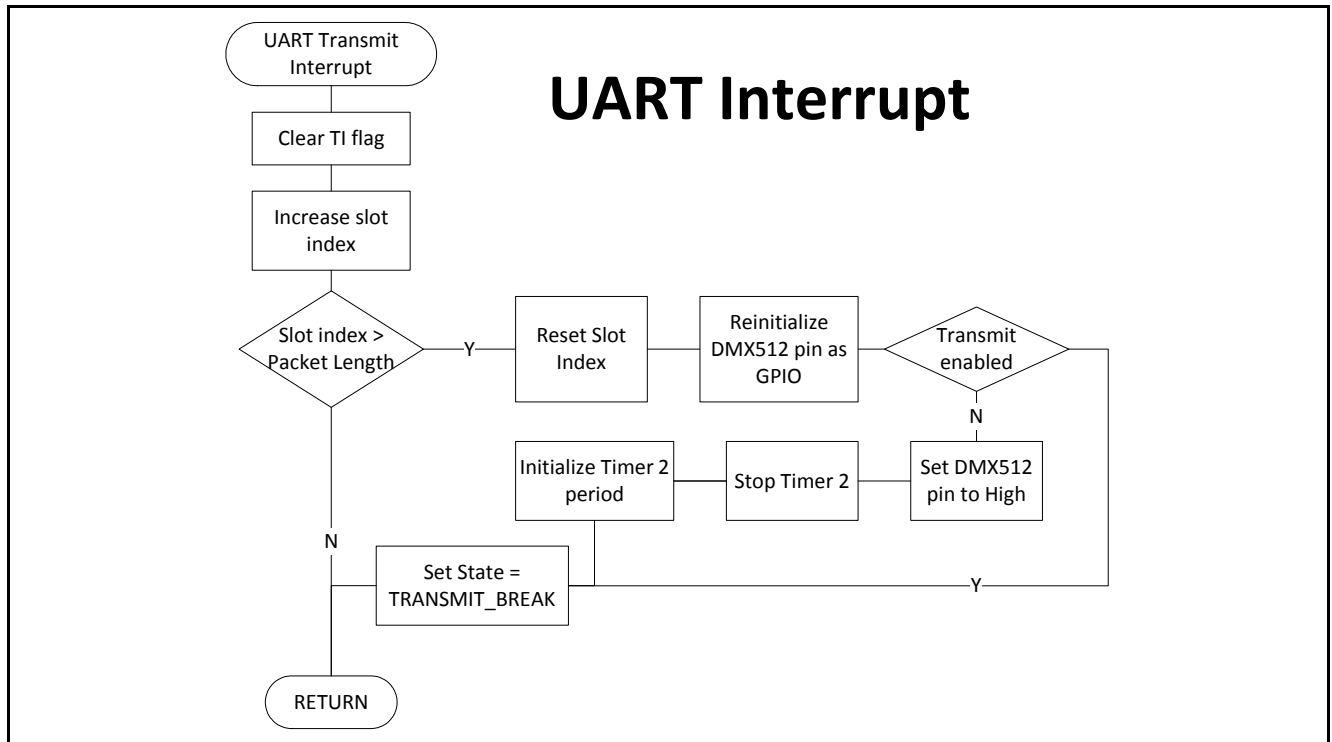 UART Interrupt
UART Transmit
Interrupt
Clear TI flag
Increase slot
index
Slot index >
Packet Length
Y
Reset Slot
Index
Reinitialize
DMX512 pin as
GPIO
Transmit
enabled
N
Set DMX512
pin to High
Stop Timer 2
Initialize Timer 2
period
N
Set State =
TRANSMIT_BREAK
Y
RETURN